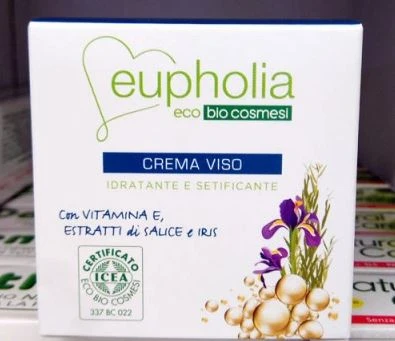 eupholia
eco bio cosmesi
CREMA VISO
IDRATANTE E SETIFICANTE
Con VITAMINA E,
ESTRATTI di SALICE e IRIS
CERTIFICATO
ICEA
ECO BIO COSMESI
337 BC 022